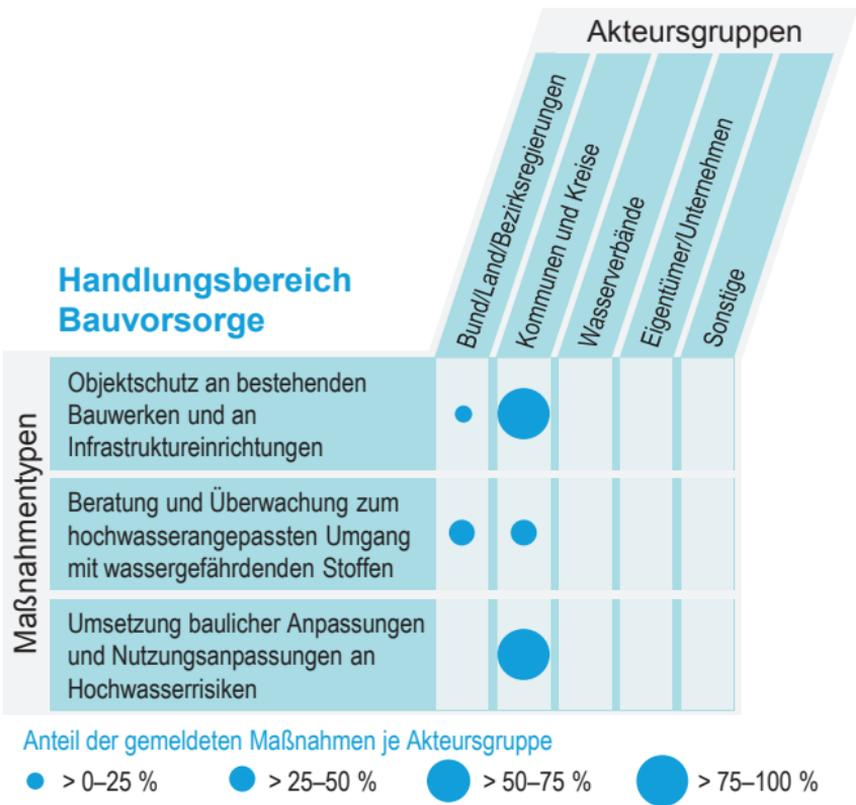 Akteursgruppen
Bund/Land/Bezirksregierungen
Kommunen und Kreise
Wasserverbände
Eigentümer/Unternehmen
Sonstige
Handlungsbereich
Bauvorsorge
Maßnahmentypen
Objektschutz an bestehenden
Bauwerken und an
Infrastruktureinrichtungen
Beratung und Überwachung zum
hochwasserangepassten Umgang
mit wassergefährdenden Stoffen
Umsetzung baulicher Anpassungen
und Nutzungsanpassungen an
Hochwasserrisiken
Anteil der gemeldeten Maßnahmen je Akteursgruppe
> 0–25 % > 25–50 % > 50–75 % > 75–100 %